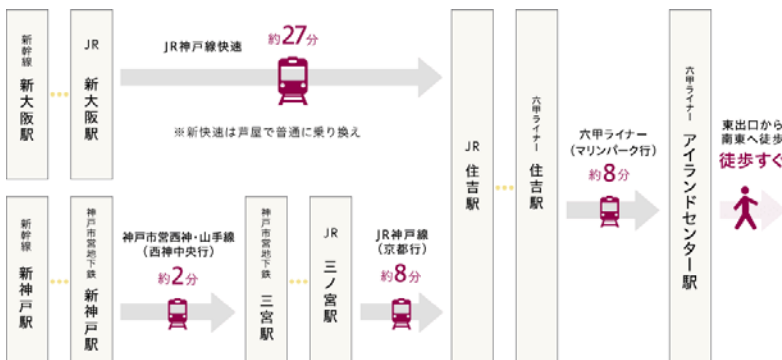 新幹線 新大阪駅
JR 新大阪駅
JR神戸線快速
約27分
※新快速は芦屋で普通に乗り換え
新幹線 新神戸駅
神戸市営地下鉄 新神戸駅
神戸市営西神・山手線
（西神中央行）
約2分
神戸市営地下鉄 三宮駅
JR 三ノ宮駅
JR神戸線
（京都行）
約8分
JR 住吉駅
六甲ライナー 住吉駅
六甲ライナー
（マリンパーク行）
約8分
六甲ライナー アイランドセンター駅
東出口から
南東へ徒歩
徒歩すぐ